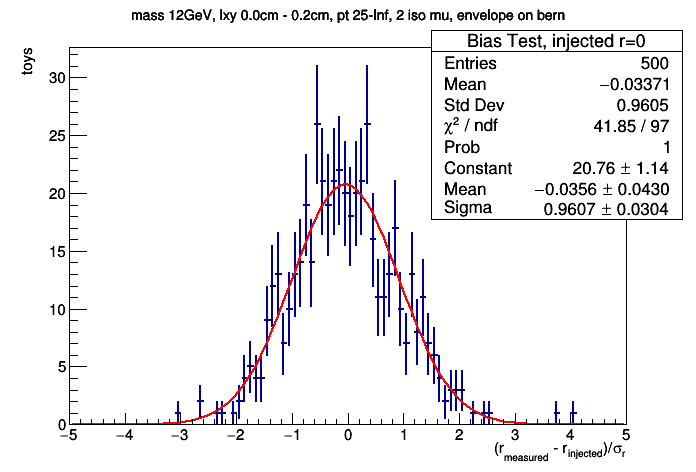 mass 12GeV, lxy 0.0cm - 0.2cm, pt 25-Inf, 2 iso mu, envelope on bern
Bias Test, injected r=0
Entries 500
Mean −0.03371
Std Dev 0.9605
χ² / ndf 41.85 / 97
Prob 1
Constant 20.76 ± 1.14
Mean −0.0356 ± 0.0430
Sigma 0.9607 ± 0.0304
toys
30
25
20
15
10
5
0
−5 −4 −3 −2 −1 0 1 2 3 4 5
(r_measured - r_injected)/σ_r